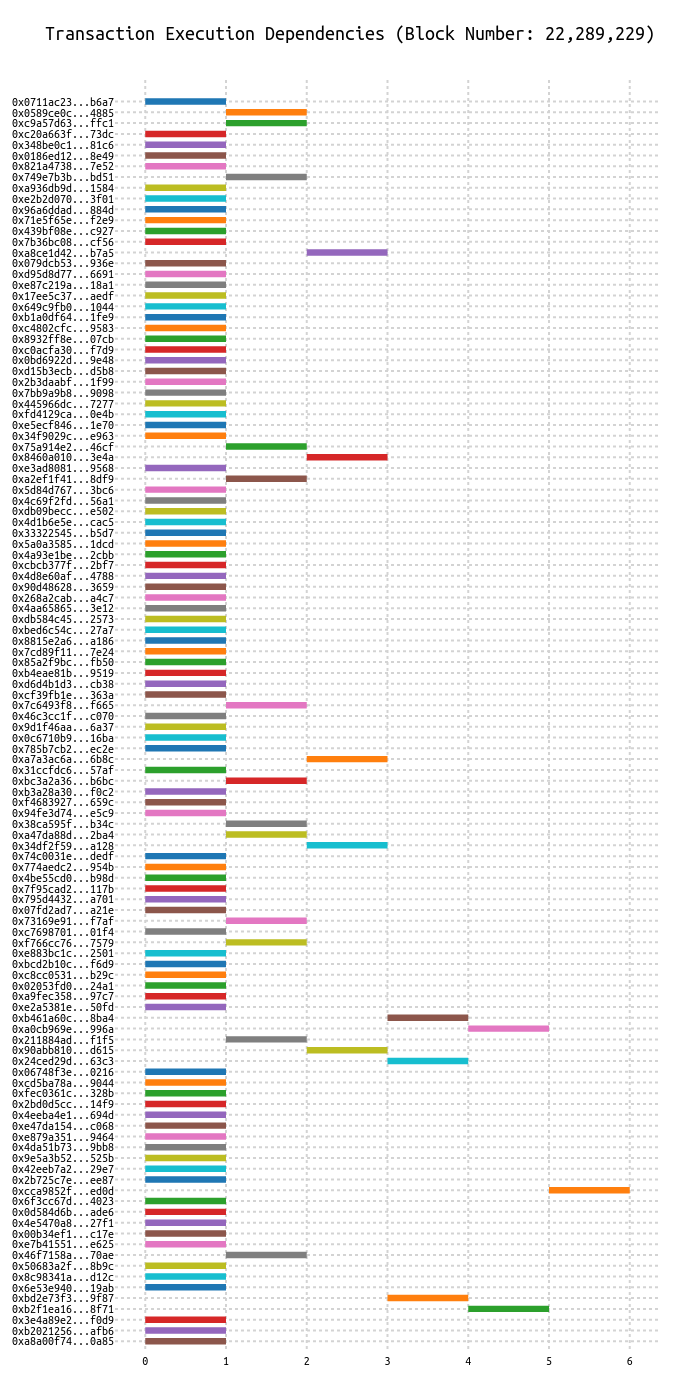 Transaction Execution Dependencies (Block Number: 22,289,229)
0x0711ac23...b6a7
0x0589ce0c...4885
0xc9a57d63...ffc1
0xc20a663f...73dc
0x348be0c1...81c6
0x0186ed12...8e49
0x821a4738...7e52
0x749e7b3b...bd51
0xa936db9d...1584
0xe2b2d070...3f01
0x96a6ddad...884d
0x71e5f65e...f2e9
0x439bf08e...c927
0x7b36bc08...cf56
0xa8ce1d42...b7a5
0x079dcb53...936e
0xd95d8d77...6691
0xe87c219a...18a1
0x17ee5c37...aedf
0x649c9fb0...1044
0xb1a0df64...1fe9
0xc4802cfc...9583
0x8932ff8e...07cb
0xc0acfa30...f7d9
0x0bd6922d...9e48
0xd15b3ecb...d5b8
0x2b3daabf...1f99
0x7bb9a9b8...9098
0x445966dc...7277
0xfd4129ca...0e4b
0xe5ecf846...1e70
0x34f9029c...e963
0x75a914e2...46cf
0x8460a010...3e4a
0xe3ad8081...9568
0xa2ef1f41...8df9
0x5d84d767...3bc6
0x4c69f2fd...56a1
0xdb09becc...e502
0x4d1b6e5e...cac5
0x33322545...b5d7
0x5a0a3585...1dcd
0x4a93e1be...2cbb
0xcbcb377f...2bf7
0x4d8e60af...4788
0x90d48628...3659
0x268a2cab...a4c7
0x4aa65865...3e12
0xdb584c45...2573
0xbed6c54c...27a7
0x8815e2a6...a186
0x7cd89f11...7e24
0x85a2f9bc...fb50
0xb4eae81b...9519
0xd6d4b1d3...cb38
0xcf39fb1e...363a
0x7c6493f8...f665
0x46c3cc1f...c070
0x9d1f46aa...6a37
0x0c6710b9...16ba
0x785b7cb2...ec2e
0xa7a3ac6a...6b8c
0x31ccfdc6...57af
0xbc3a2a36...b6bc
0xb3a28a30...f0c2
0xf4683927...659c
0x94fe3d74...e5c9
0x38ca595f...b34c
0xa47da88d...2ba4
0x34df2f59...a128
0x74c0031e...dedf
0x774aedc2...954b
0x4be55cd0...b98d
0x7f95cad2...117b
0x795d4432...a701
0x07fd2ad7...a21e
0x73169e91...f7af
0xc7698701...01f4
0xf766cc76...7579
0xe883bc1c...2501
0xbcd2b10c...f6d9
0xc8cc0531...b29c
0x02053fd0...24a1
0xa9fec358...97c7
0xe2a5381e...50fd
0xb461a60c...8ba4
0xa0cb969e...996a
0x211884ad...f1f5
0x90abb810...d615
0x24ced29d...63c3
0x06748f3e...0216
0xcd5ba78a...9044
0xfec0361c...328b
0x2bd0d5cc...14f9
0x4eeba4e1...694d
0xe47da154...c068
0xe879a351...9464
0x4da51b73...9bb8
0x9e5a3b52...525b
0x42eeb7a2...29e7
0x2b725c7e...ee87
0xcca9852f...ed0d
0x6f3cc67d...4023
0x0d584d6b...ade6
0x4e5470a8...27f1
0x00b34ef1...c17e
0xe7b41551...e625
0x46f7158a...70ae
0x50683a2f...8b9c
0x8c98341a...d12c
0x6e53e940...19ab
0xbd2e73f3...9f87
0xb2f1ea16...8f71
0x3e4a89e2...f0d9
0xb2021256...afb6
0xa8a00f74...0a85
0 1 2 3 4 5 6